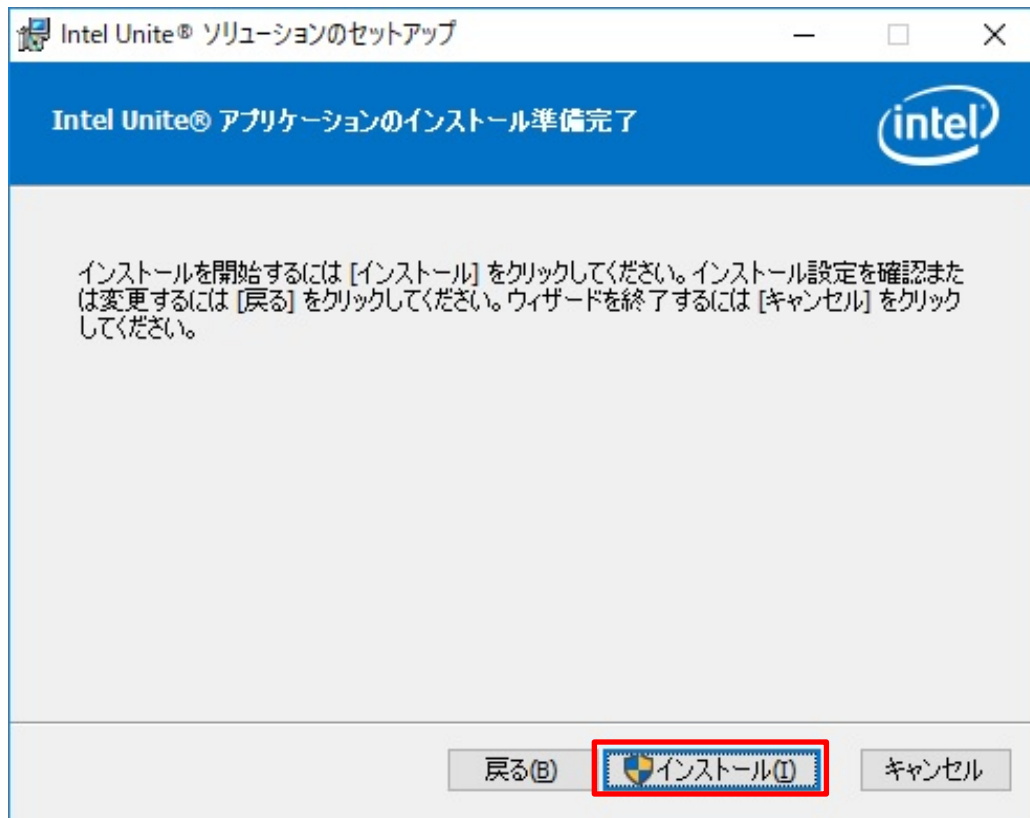 Intel Unite® ソリューションのセットアップ
Intel Unite® アプリケーションのインストール準備完了
intel
インストールを開始するには [インストール] をクリックしてください。インストール設定を確認また
は変更するには [戻る] をクリックしてください。ウィザードを終了するには [キャンセル] をクリック
してください。
戻る(B)
インストール(I)
キャンセル